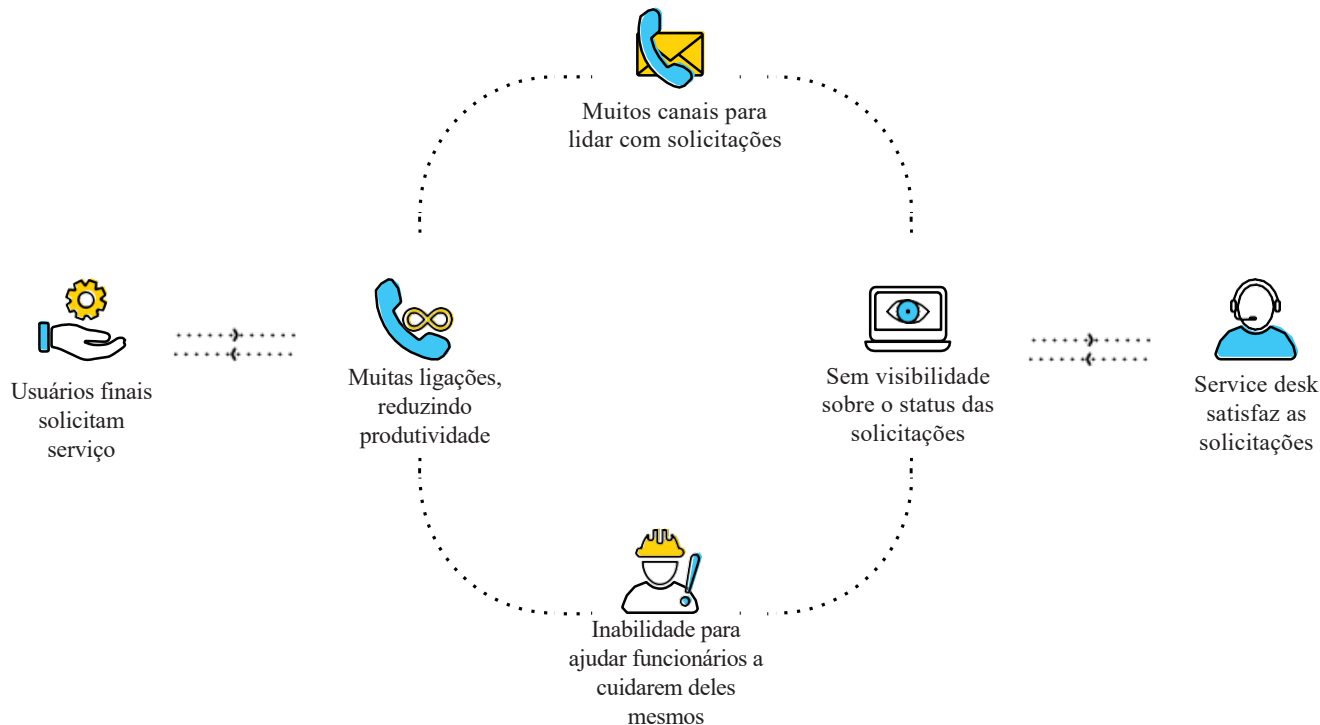 Muitos canais para
lidar com solicitações
Usuários finais
solicitam
serviço
Muitas ligações,
reduzindo
produtividade
Sem visibilidade
sobre o status das
solicitações
Service desk
satisfaz as
solicitações
Inabilidade para
ajudar funcionários a
cuidarem deles
mesmos